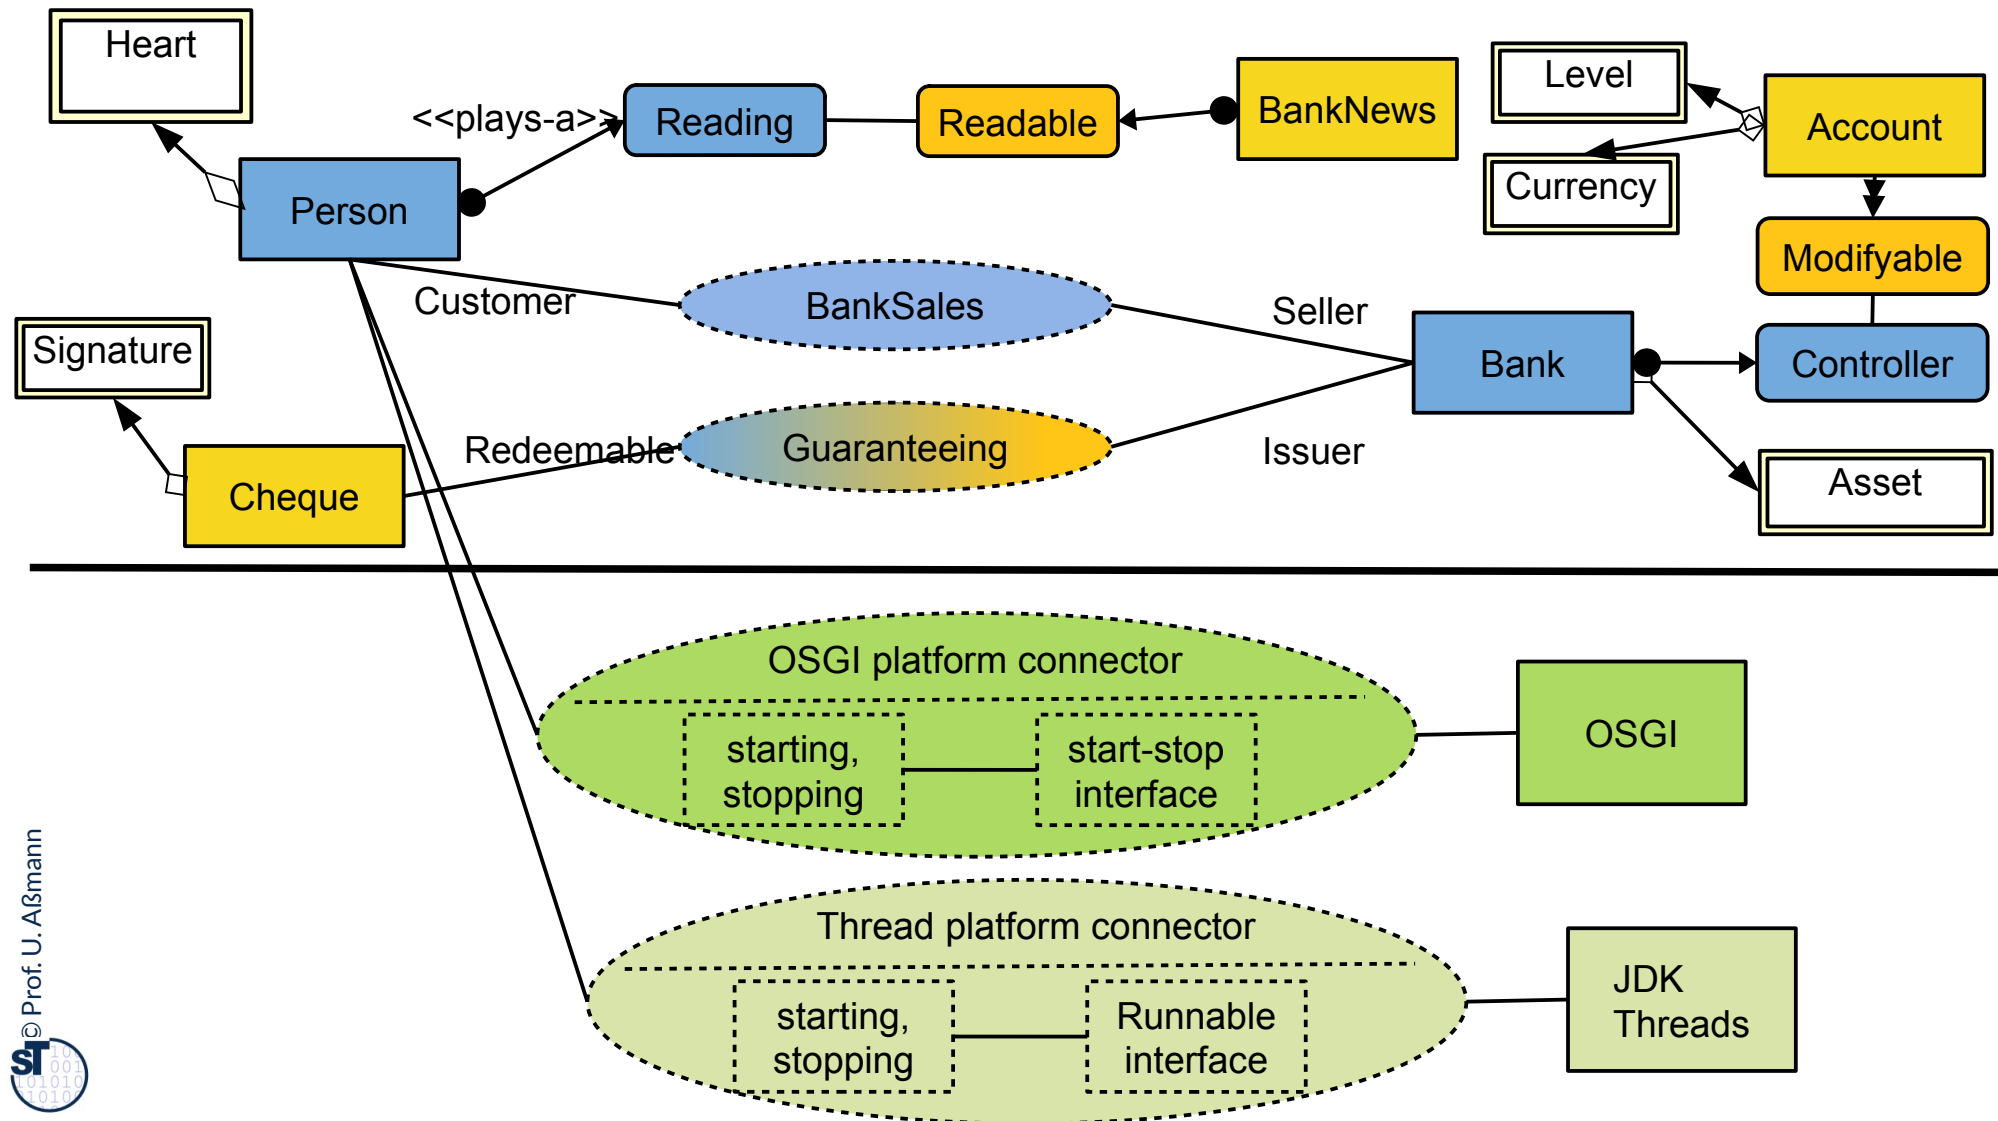 Heart
<<plays-a>>
Reading
Readable
BankNews
Level
Account
Currency
Person
Modifyable
Customer
BankSales
Seller
Signature
Bank
Controller
Redeemable
Guaranteeing
Issuer
Cheque
Asset
OSGI platform connector
starting,
stopping
start-stop
interface
OSGI
Thread platform connector
starting,
stopping
Runnable
interface
JDK
Threads
© Prof. U. Aßmann
ST